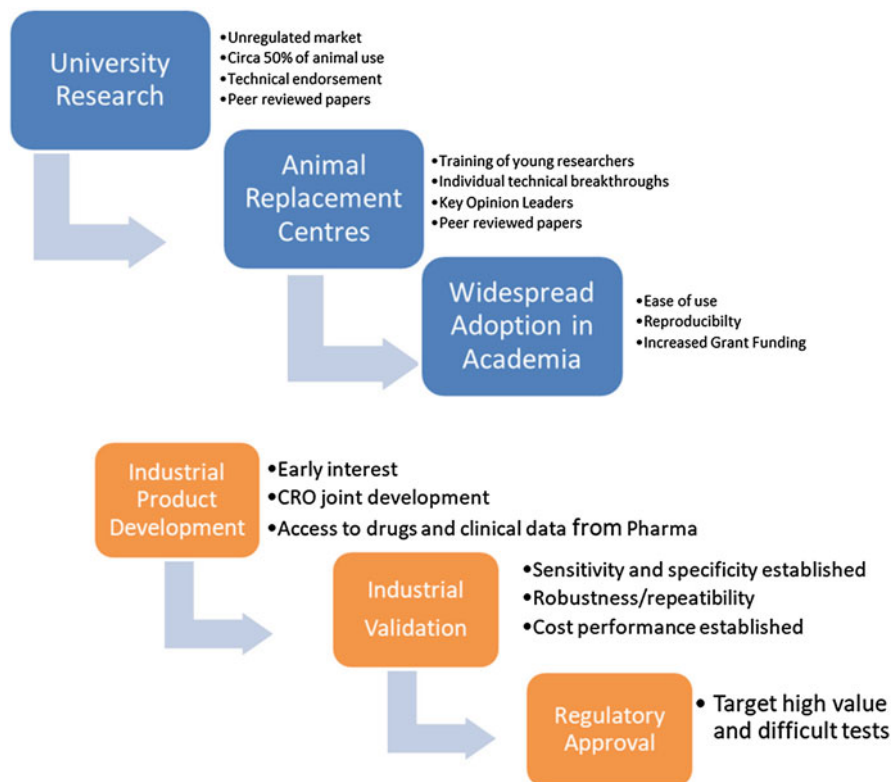 University
Research
•Unregulated market
•Circa 50% of animal use
•Technical endorsement
•Peer reviewed papers
Animal
Replacement
Centres
•Training of young researchers
•Individual technical breakthroughs
•Key Opinion Leaders
•Peer reviewed papers
Widespread
Adoption in
Academia
•Ease of use
•Reproducibilty
•Increased Grant Funding
Industrial
Product
Development
•Early interest
•CRO joint development
•Access to drugs and clinical data from Pharma
Industrial
Validation
•Sensitivity and specificity established
•Robustness/repeatibility
•Cost performance established
Regulatory
Approval
• Target high value
and difficult tests